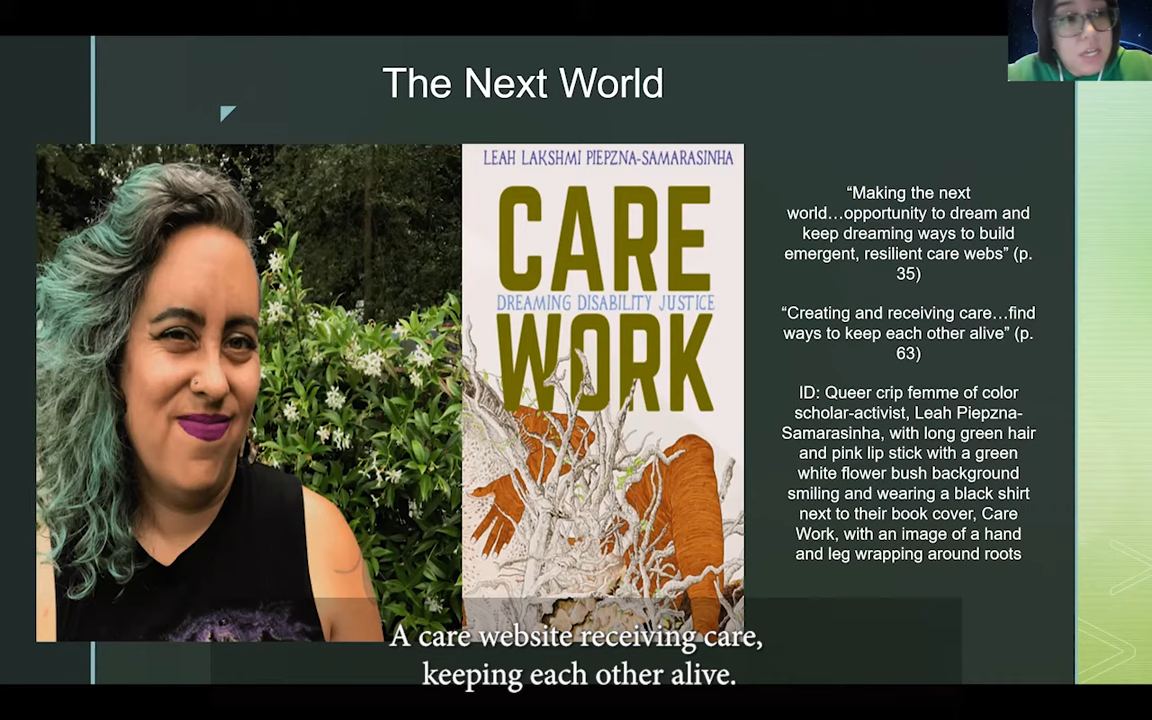 The Next World
LEAH LAKSHMI PIEPZNA-SAMARASINHA
CARE
DREAMING DISABILITY JUSTICE
WORK
“Making the next
world…opportunity to dream and
keep dreaming ways to build
emergent, resilient care webs” (p.
35)
“Creating and receiving care…find
ways to keep each other alive” (p.
63)
ID: Queer crip femme of color
scholar-activist, Leah Piepzna-
Samarasinha, with long green hair
and pink lip stick with a green
white flower bush background
smiling and wearing a black shirt
next to their book cover, Care
Work, with an image of a hand
and leg wrapping around roots
A care website receiving care,
keeping each other alive.